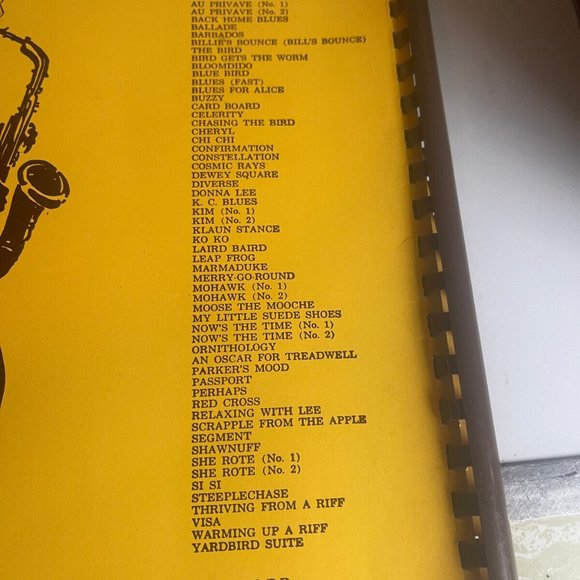 AU PRIVAVE (No. 1)
AU PRIVAVE (No. 2)
BACK HOME BLUES
BALLADE
BARBADOS
BILLIE'S BOUNCE (BILL'S BOUNCE)
THE BIRD
BIRD GETS THE WORM
BLOOMDIDO
BLUE BIRD
BLUES (FAST)
BLUES FOR ALICE
BUZZY
CARD BOARD
CELERITY
CHASING THE BIRD
CHERYL
CHI CHI
CONFIRMATION
CONSTELLATION
COSMIC RAYS
DEWEY SQUARE
DIVERSE
DONNA LEE
K. C. BLUES
KIM (No. 1)
KIM (No. 2)
KLAUN STANCE
KO KO
LAIRD BAIRD
LEAP FROG
MARMADUKE
MERRY-GO-ROUND
MOHAWK (No. 1)
MOHAWK (No. 2)
MOOSE THE MOOCHE
MY LITTLE SUEDE SHOES
NOW'S THE TIME (No. 1)
NOW'S THE TIME (No. 2)
ORNITHOLOGY
AN OSCAR FOR TREADWELL
PARKER'S MOOD
PASSPORT
PERHAPS
RED CROSS
RELAXING WITH LEE
SCRAPPLE FROM THE APPLE
SEGMENT
SHAWNUFF
SHE ROTE (No. 1)
SHE ROTE (No. 2)
SI SI
STEEPLECHASE
THRIVING FROM A RIFF
VISA
WARMING UP A RIFF
YARDBIRD SUITE